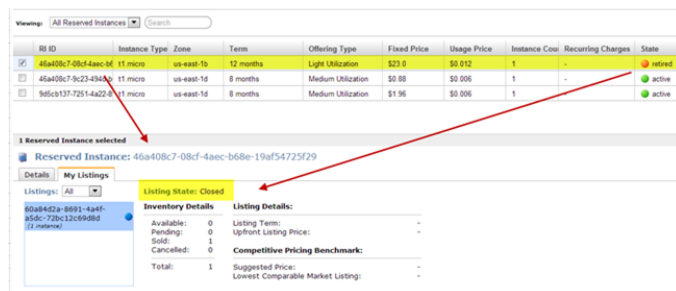 Viewing: All Reserved Instances Search
RI ID Instance Type Zone Term Offering Type Fixed Price Usage Price Instance Cou Recurring Charges State
46a408c7-08cf-4aec-b6 t1.micro us-east-1b 12 months Light Utilization $23.0 $0.012 1 - retired
46a408c7-9c23-494d-b t1.micro us-east-1d 8 months Medium Utilization $0.88 $0.006 1 - active
9d5cb137-7251-4a22-8 t1.micro us-east-1d 8 months Medium Utilization $1.96 $0.006 1 - active
1 Reserved Instance selected
Reserved Instance: 46a408c7-08cf-4aec-b68e-19af54725f29
Details My Listings
Listings: All Listing State: Closed
60a84d2a-8691-4a4f-
a5dc-72bc12c69d8d
(1 instance)
Inventory Details Listing Details:
Available: 0 Listing Term: -
Pending: 0 Upfront Listing Price: -
Sold: 1
Cancelled: 0 Competitive Pricing Benchmark:
Total: 1 Suggested Price: -
Lowest Comparable Market Listing: -